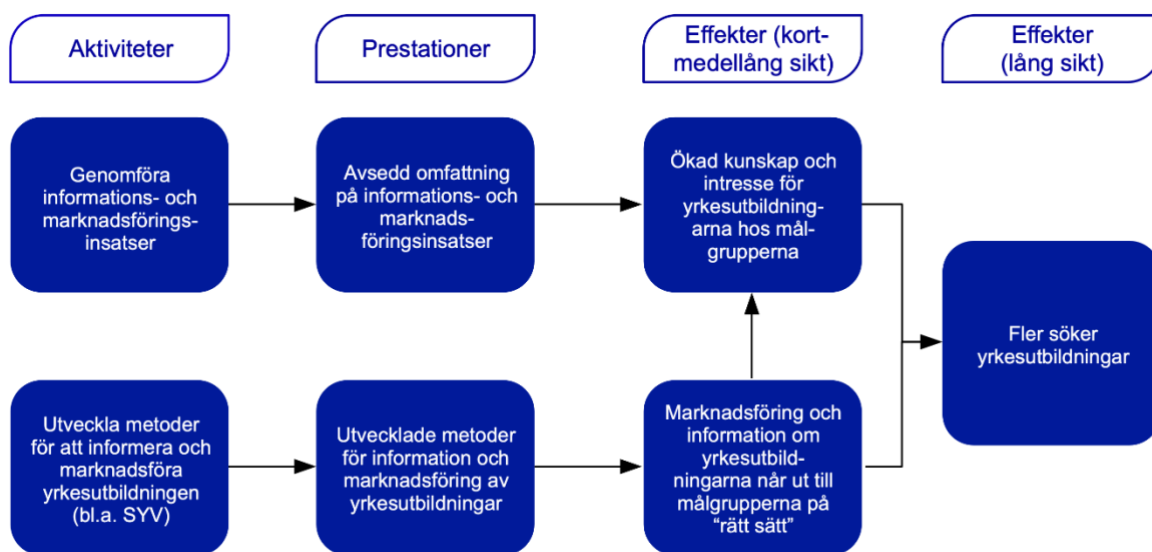 Aktiviteter
Prestationer
Effekter (kort-
medellång sikt)
Effekter
(lång sikt)
Genomföra
informations- och
marknadsförings-
insatser
Avsedd omfattning
på informations- och
marknads-
föringsinsatser
Ökad kunskap och
intresse för
yrkesutbildning-
arna hos mål-
grupperna
Fler söker
yrkesutbildningar
Utveckla metoder
för att informera och
marknadsföra
yrkesutbildningen
(bl.a. SYV)
Utvecklade metoder
för information och
marknadsföring av
yrkesutbildningar
Marknadsföring och
information om
yrkesutbild-
ningarna når ut till
målgrupperna på
“rätt sätt”